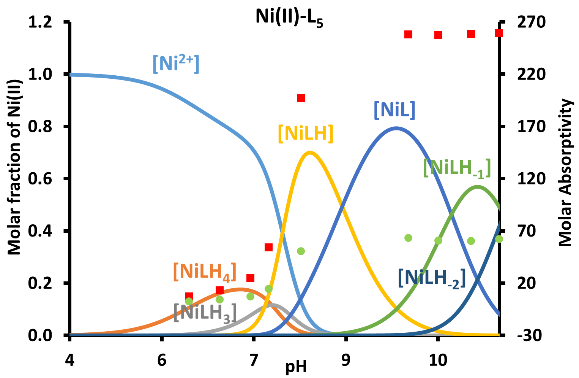 Ni(II)-L5
1.2
1.0
0.8
0.6
0.4
0.2
0.0
Molar fraction of Ni(II)
270
220
170
120
70
20
-30
Molar Absorptivity
[Ni2+]
[NiLH]
[NiL]
[NiLH-1]
[NiLH4]
[NiLH3]
[NiLH-2]
4
6
7
9
10
pH